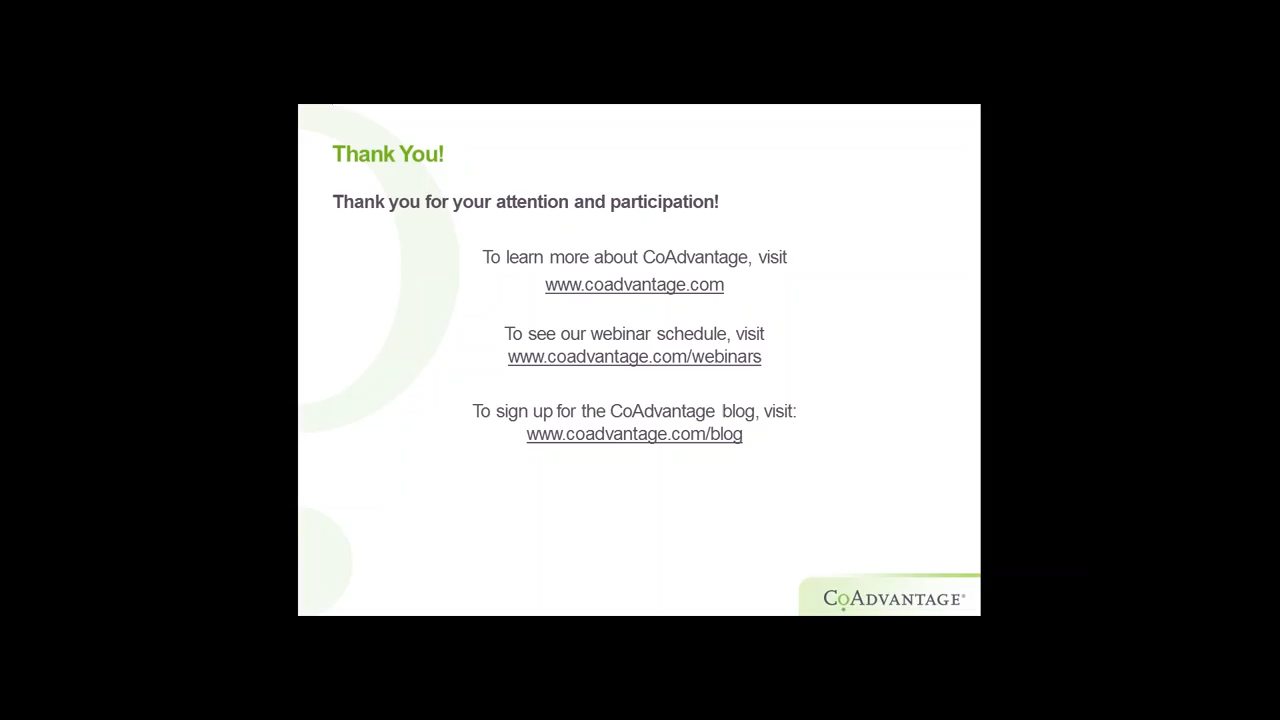 Thank You!
Thank you for your attention and participation!
To learn more about CoAdvantage, visit
www.coadvantage.com
To see our webinar schedule, visit
www.coadvantage.com/webinars
To sign up for the CoAdvantage blog, visit:
www.coadvantage.com/blog
COADVANTAGE®